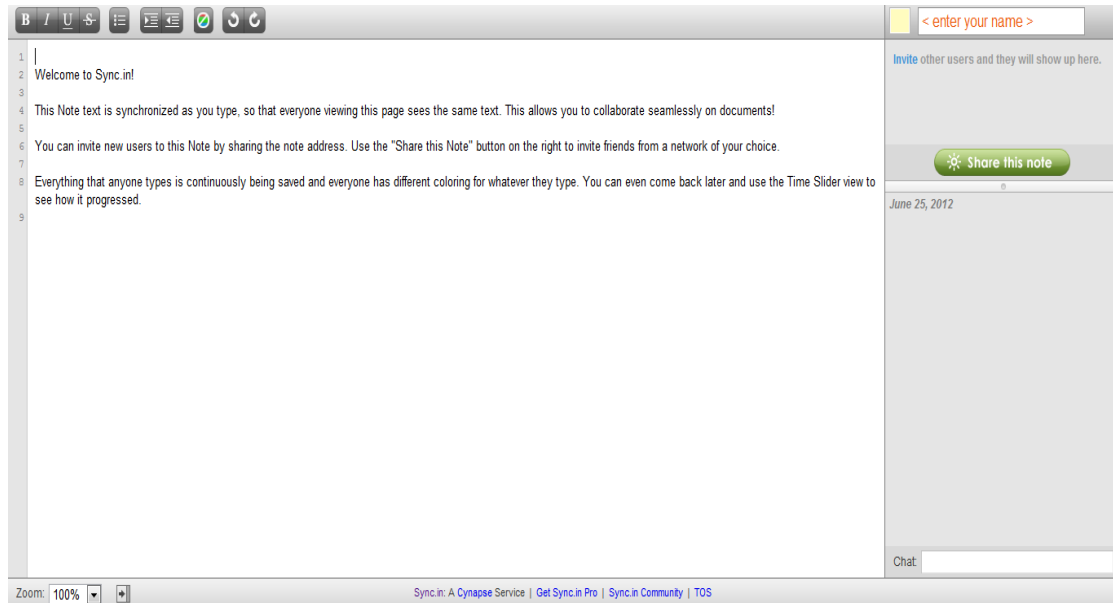 B I U S
< enter your name >
Invite other users and they will show up here.
1
2 Welcome to Sync.in!
3
4 This Note text is synchronized as you type, so that everyone viewing this page sees the same text. This allows you to collaborate seamlessly on documents!
5
6 You can invite new users to this Note by sharing the note address. Use the "Share this Note" button on the right to invite friends from a network of your choice.
7
8 Everything that anyone types is continuously being saved and everyone has different coloring for whatever they type. You can even come back later and use the Time Slider view to
see how it progressed.
9
Share this note
0
June 25, 2012
Chat:
Zoom: 100%
Sync.in: A Cynapse Service | Get Sync.in Pro | Sync.in Community | TOS